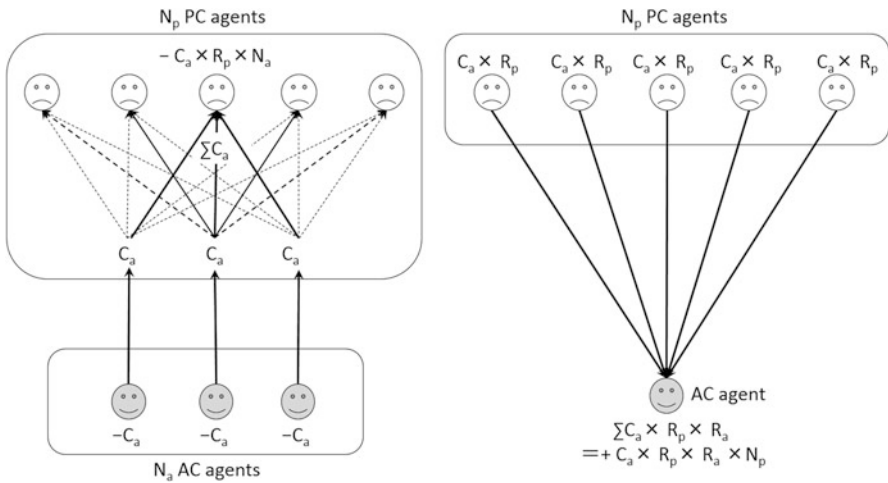 N_p PC agents
− C_a × R_p × N_a
∑C_a
C_a C_a C_a
−C_a −C_a −C_a
N_a AC agents
N_p PC agents
C_a × R_p C_a × R_p C_a × R_p C_a × R_p C_a × R_p
AC agent
∑C_a × R_p × R_a
= + C_a × R_p × R_a × N_p